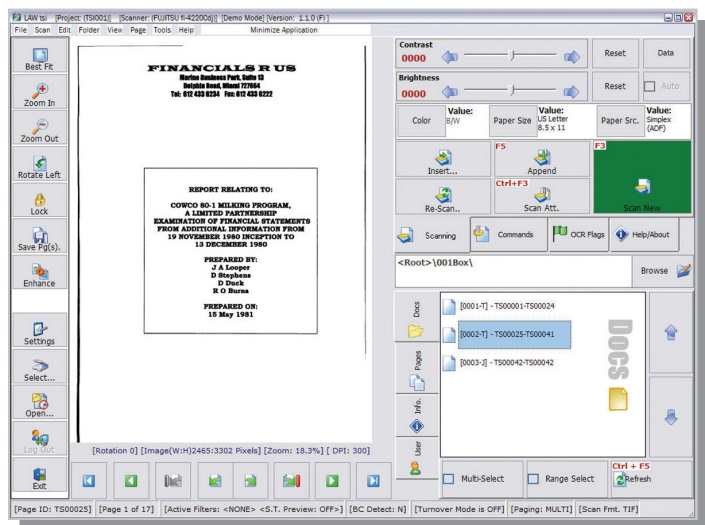 LAW tsi [Project: (TSI001)] [Scanner: (FUJITSU fi-4220Cdj)] [Demo Mode] [Version: 1.1.0 (F) ]
File Scan Edit Folder View Page Tools Help Minimize Application
Best Fit
Zoom In
Zoom Out
Rotate Left
Lock
Save Pg(s).
Enhance
Settings
Select...
Open...
Log Out
Exit
FINANCIALS R US
Marine Business Park, Suite 13
Dolphin Road, Miami 727664
Tel: 612 433 8234 Fax: 612 433 8222
REPORT RELATING TO:
COWCO 80-1 MILKING PROGRAM,
A LIMITED PARTNERSHIP
EXAMINATION OF FINANCIAL STATEMENTS
FROM ADDITIONAL INFORMATION FROM
19 NOVEMBER 1980 INCEPTION TO
13 DECEMBER 1980
PREPARED BY:
J A Looper
D Stephens
D Duck
R O Burns
PREPARED ON:
15 May 1981
[Rotation 0] [Image(W:H)2465:3302 Pixels] [Zoom: 18.3%] [ DPI: 300]
Contrast
0000
Reset
Data
Brightness
0000
Reset
Auto
Color
Value:
B/W
Paper Size
Value:
US Letter
8.5 x 11
Paper Src.
Value:
Simplex
(ADF)
Insert...
F5
Append
F3
Scan New
Re-Scan..
Ctrl+F3
Scan Att.
Scanning
Commands
OCR Flags
Help/About
<Root>\001Box\
Browse
Docs
Pages
Info.
User
[0001-T] - TS00001-TS00024
[0002-T] - TS00025-TS00041
[0003-J] - TS00042-TS00042
DOCS
Multi-Select
Range Select
Ctrl + F5
Refresh
[Page ID: TS00025] [Page 1 of 17] [Active Filters: <NONE> <S.T. Preview: OFF>] [BC Detect: N] [Turnover Mode is OFF] [Paging: MULTI] [Scan Fmt. TIF]